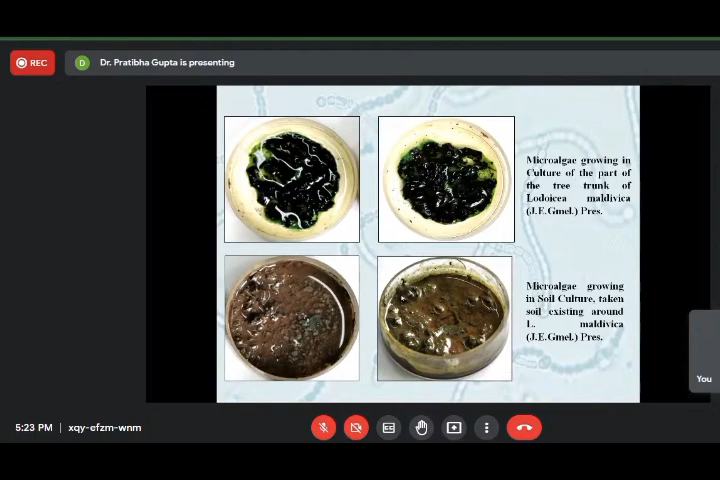 REC
D
Dr. Pratibha Gupta is presenting
Microalgae growing in
Culture of the part of
the tree trunk of
Lodoicea maldivica
(J.E.Gmel.) Pres.
Microalgae growing
in Soil Culture, taken
soil existing around
L. maldivica
(J.E.Gmel.) Pres.
You
5:23 PM | xqy-efzm-wnm
CC